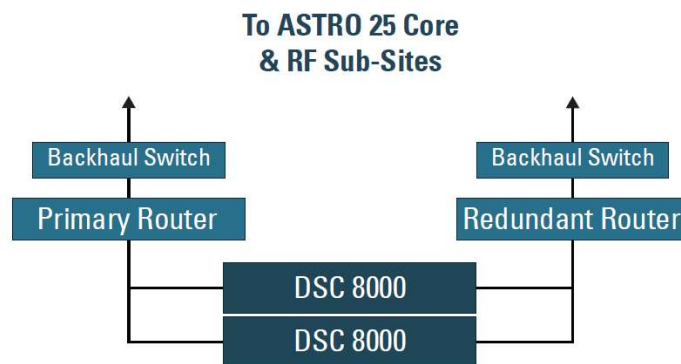 To ASTRO 25 Core
& RF Sub-Sites
Backhaul Switch
Backhaul Switch
Primary Router
Redundant Router
DSC 8000
DSC 8000